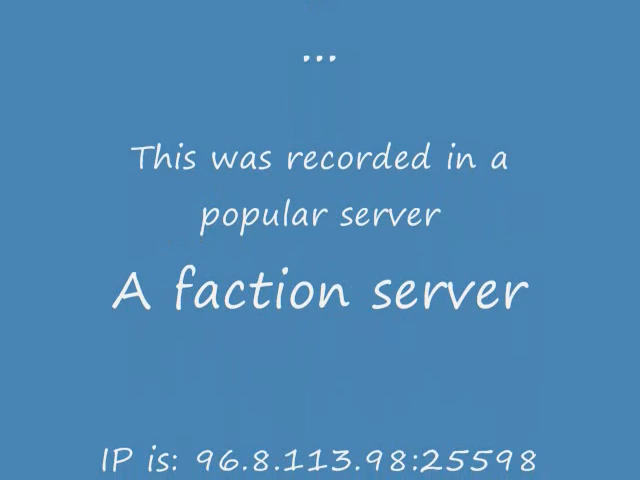 ...
This was recorded in a
popular server
A faction server
IP is: 96.8.113.98:25598